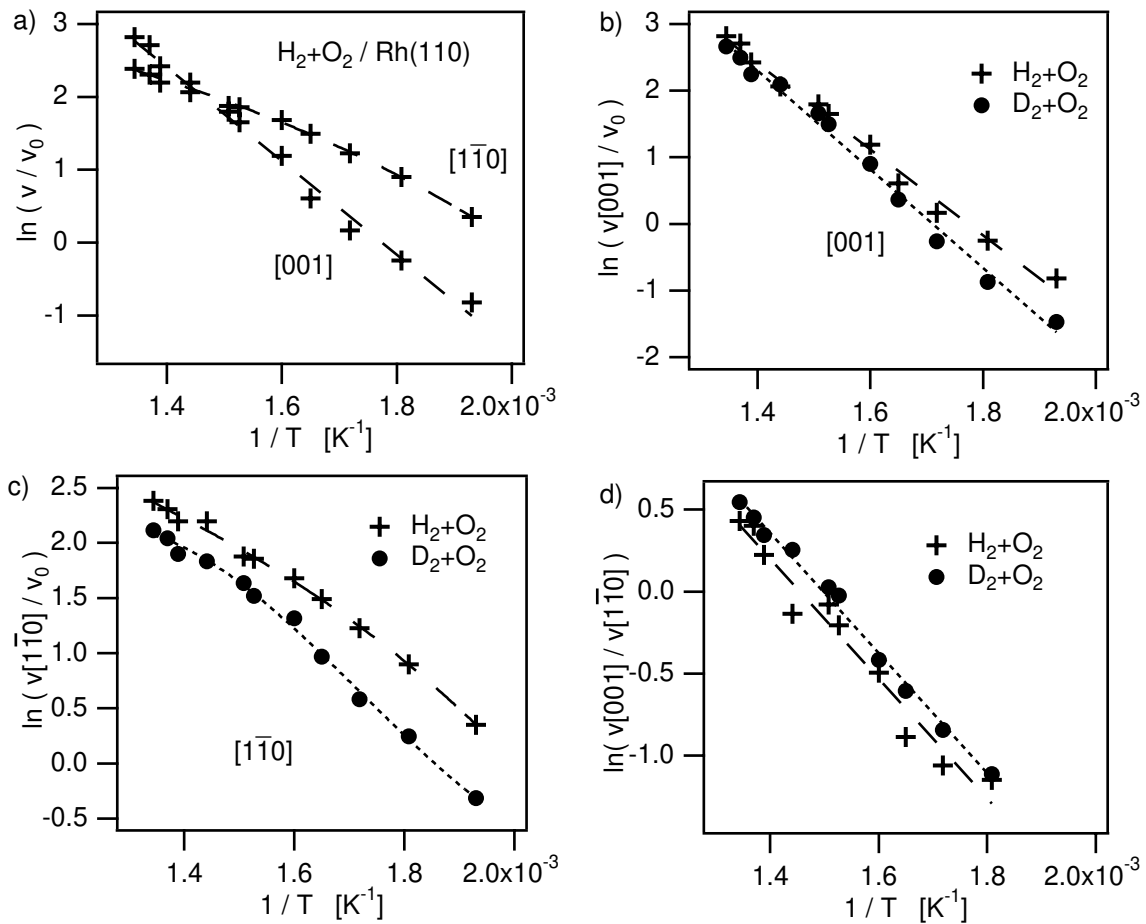 a)
3
2
1
0
-1
ln ( v / v₀ )
H₂+O₂ / Rh(110)
[11̅0]
[001]
1.4 1.6 1.8 2.0x10⁻³
1 / T [K⁻¹]
b)
3
2
1
0
-1
-2
ln ( v[001] / v₀ )
H₂+O₂
D₂+O₂
[001]
1.4 1.6 1.8 2.0x10⁻³
1 / T [K⁻¹]
c)
2.5
2.0
1.5
1.0
0.5
0.0
-0.5
ln ( v[11̅0] / v₀ )
H₂+O₂
D₂+O₂
[11̅0]
1.4 1.6 1.8 2.0x10⁻³
1 / T [K⁻¹]
d)
0.5
0.0
-0.5
-1.0
ln( v[001] / v[11̅0] )
H₂+O₂
D₂+O₂
1.4 1.6 1.8 2.0x10⁻³
1 / T [K⁻¹]